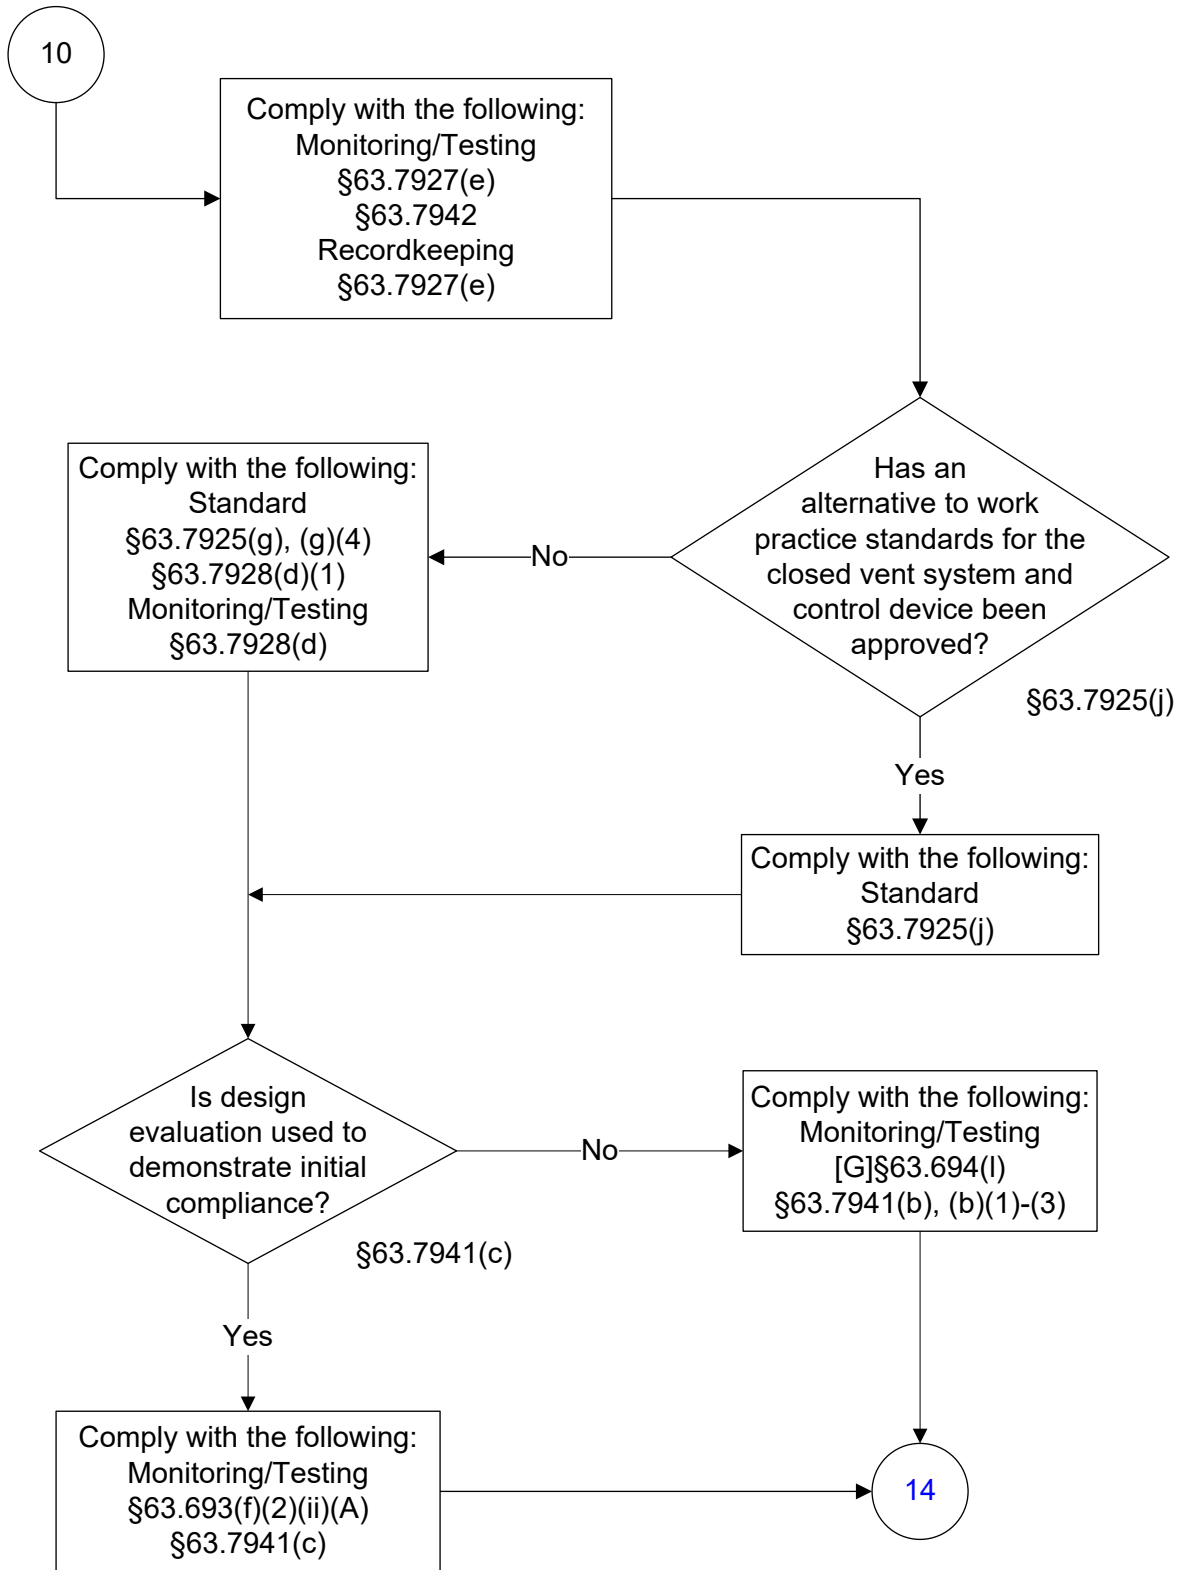 10
Comply with the following:
Monitoring/Testing
§63.7927(e)
§63.7942
Recordkeeping
§63.7927(e)
Has an
alternative to work
practice standards for the
closed vent system and
control device been
approved?
§63.7925(j)
No
Comply with the following:
Standard
§63.7925(g), (g)(4)
§63.7928(d)(1)
Monitoring/Testing
§63.7928(d)
Yes
Comply with the following:
Standard
§63.7925(j)
Is design
evaluation used to
demonstrate initial
compliance?
§63.7941(c)
No
Comply with the following:
Monitoring/Testing
[G]§63.694(l)
§63.7941(b), (b)(1)-(3)
Yes
Comply with the following:
Monitoring/Testing
§63.693(f)(2)(ii)(A)
§63.7941(c)
14